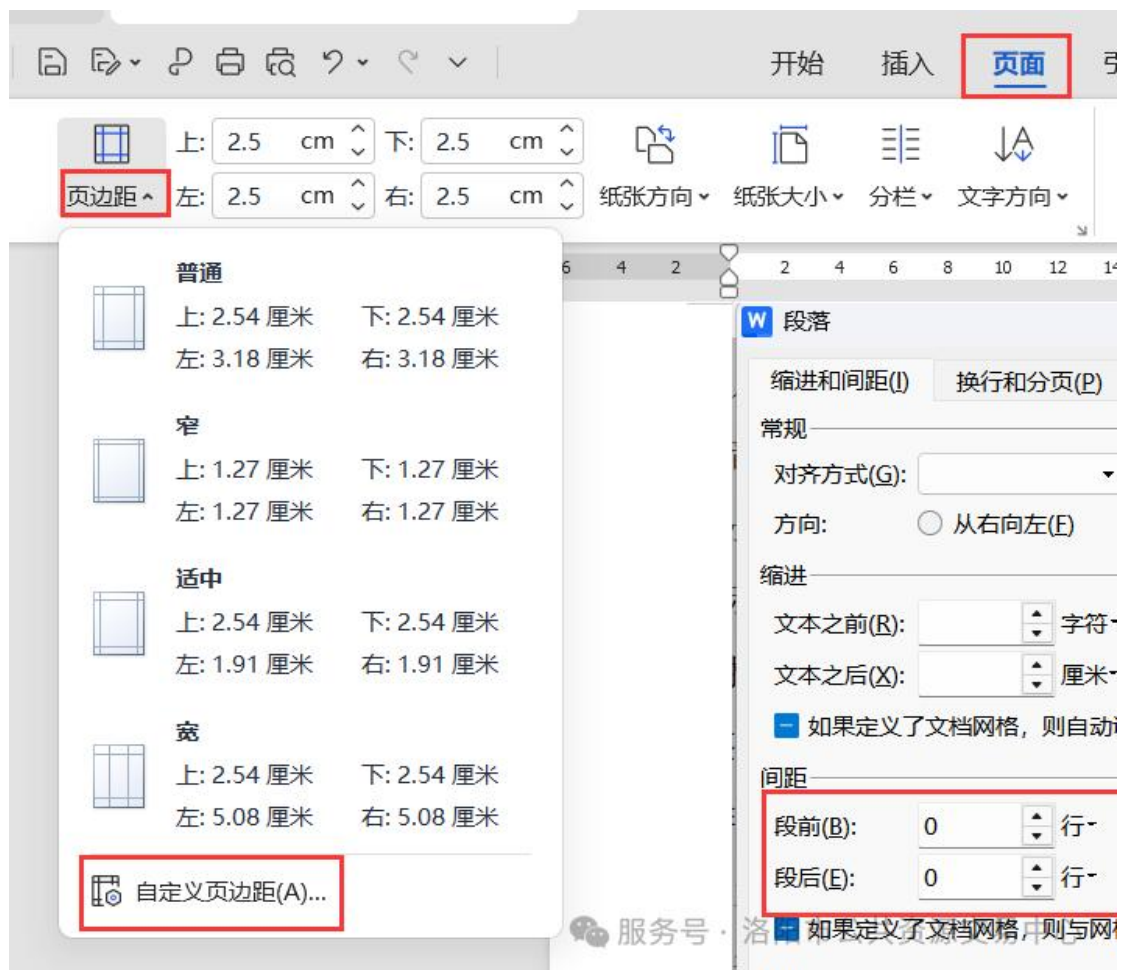 开始 插入 页面
上: 2.5 cm 下: 2.5 cm
页边距 左: 2.5 cm 右: 2.5 cm 纸张方向 纸张大小 分栏 文字方向
6 4 2 2 4 6 8 10 12 14
普通
上: 2.54 厘米 下: 2.54 厘米
左: 3.18 厘米 右: 3.18 厘米
窄
上: 1.27 厘米 下: 1.27 厘米
左: 1.27 厘米 右: 1.27 厘米
适中
上: 2.54 厘米 下: 2.54 厘米
左: 1.91 厘米 右: 1.91 厘米
宽
上: 2.54 厘米 下: 2.54 厘米
左: 5.08 厘米 右: 5.08 厘米
自定义页边距(A)...
W 段落
缩进和间距(I) 换行和分页(P)
常规
对齐方式(G):
方向: 从右向左(F)
缩进
文本之前(R): 字符
文本之后(X): 厘米
如果定义了文档网格，则自动
间距
段前(B): 0 行
段后(E): 0 行
如果定义了文档网格，则与网
服务号 · 洛阳市公共资源交易中心